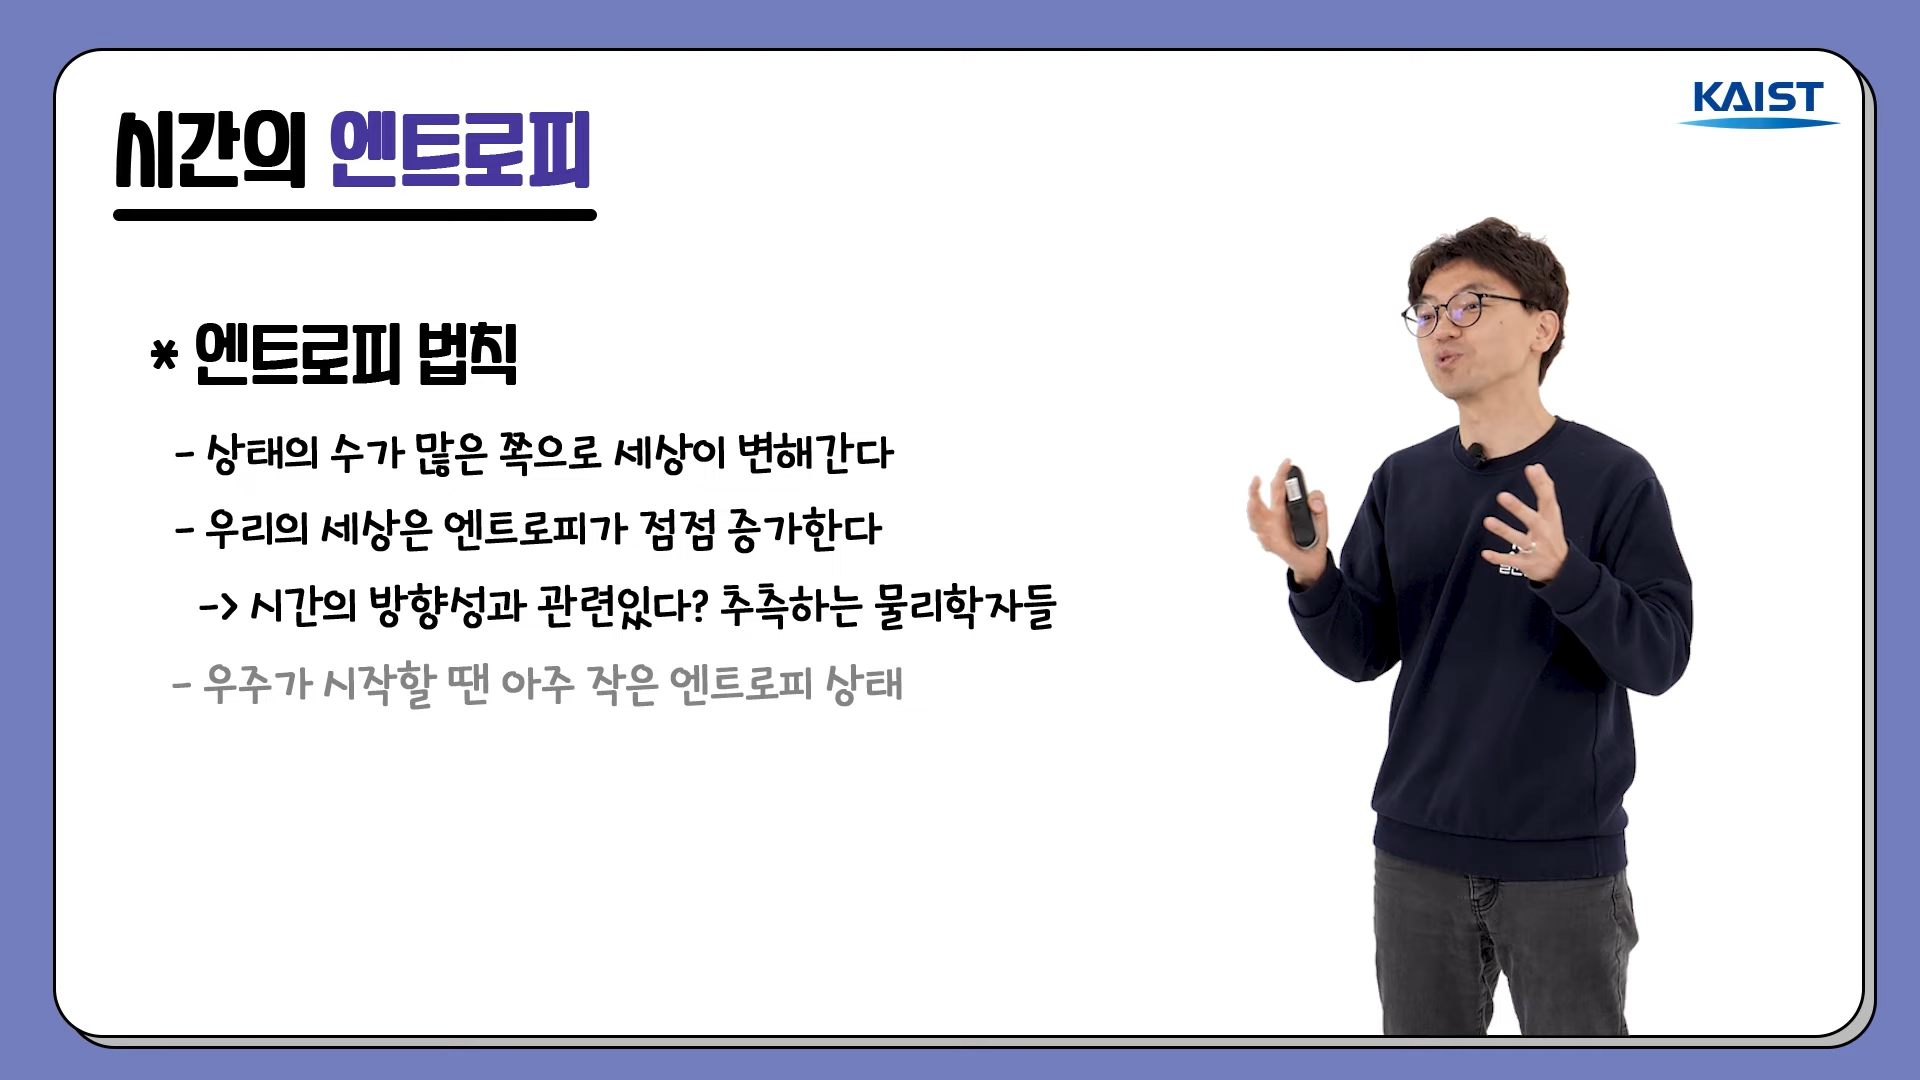 시간의 엔트로피
KAIST
* 엔트로피 법칙
- 상태의 수가 많은 쪽으로 세상이 변해간다
- 우리의 세상은 엔트로피가 점점 증가한다
-> 시간의 방향성과 관련있다? 추측하는 물리학자들
- 우주가 시작할 땐 아주 작은 엔트로피 상태